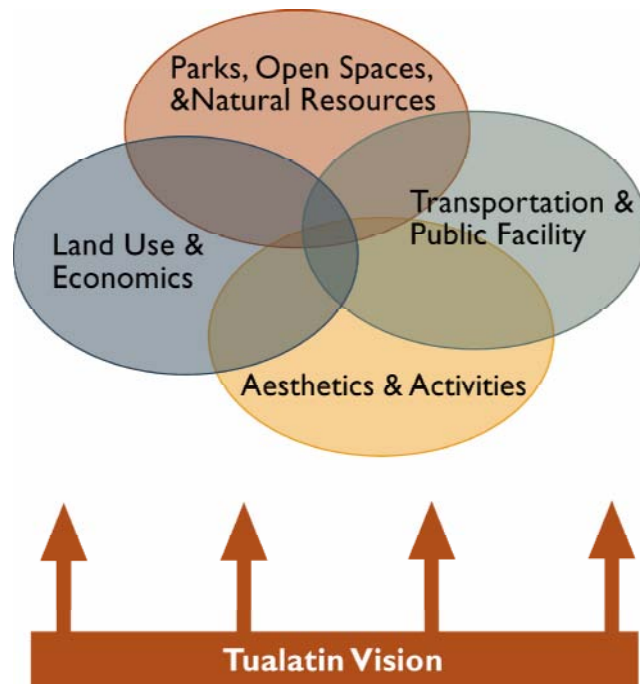 Parks, Open Spaces,
&Natural Resources
Transportation &
Public Facility
Land Use &
Economics
Aesthetics & Activities
Tualatin Vision